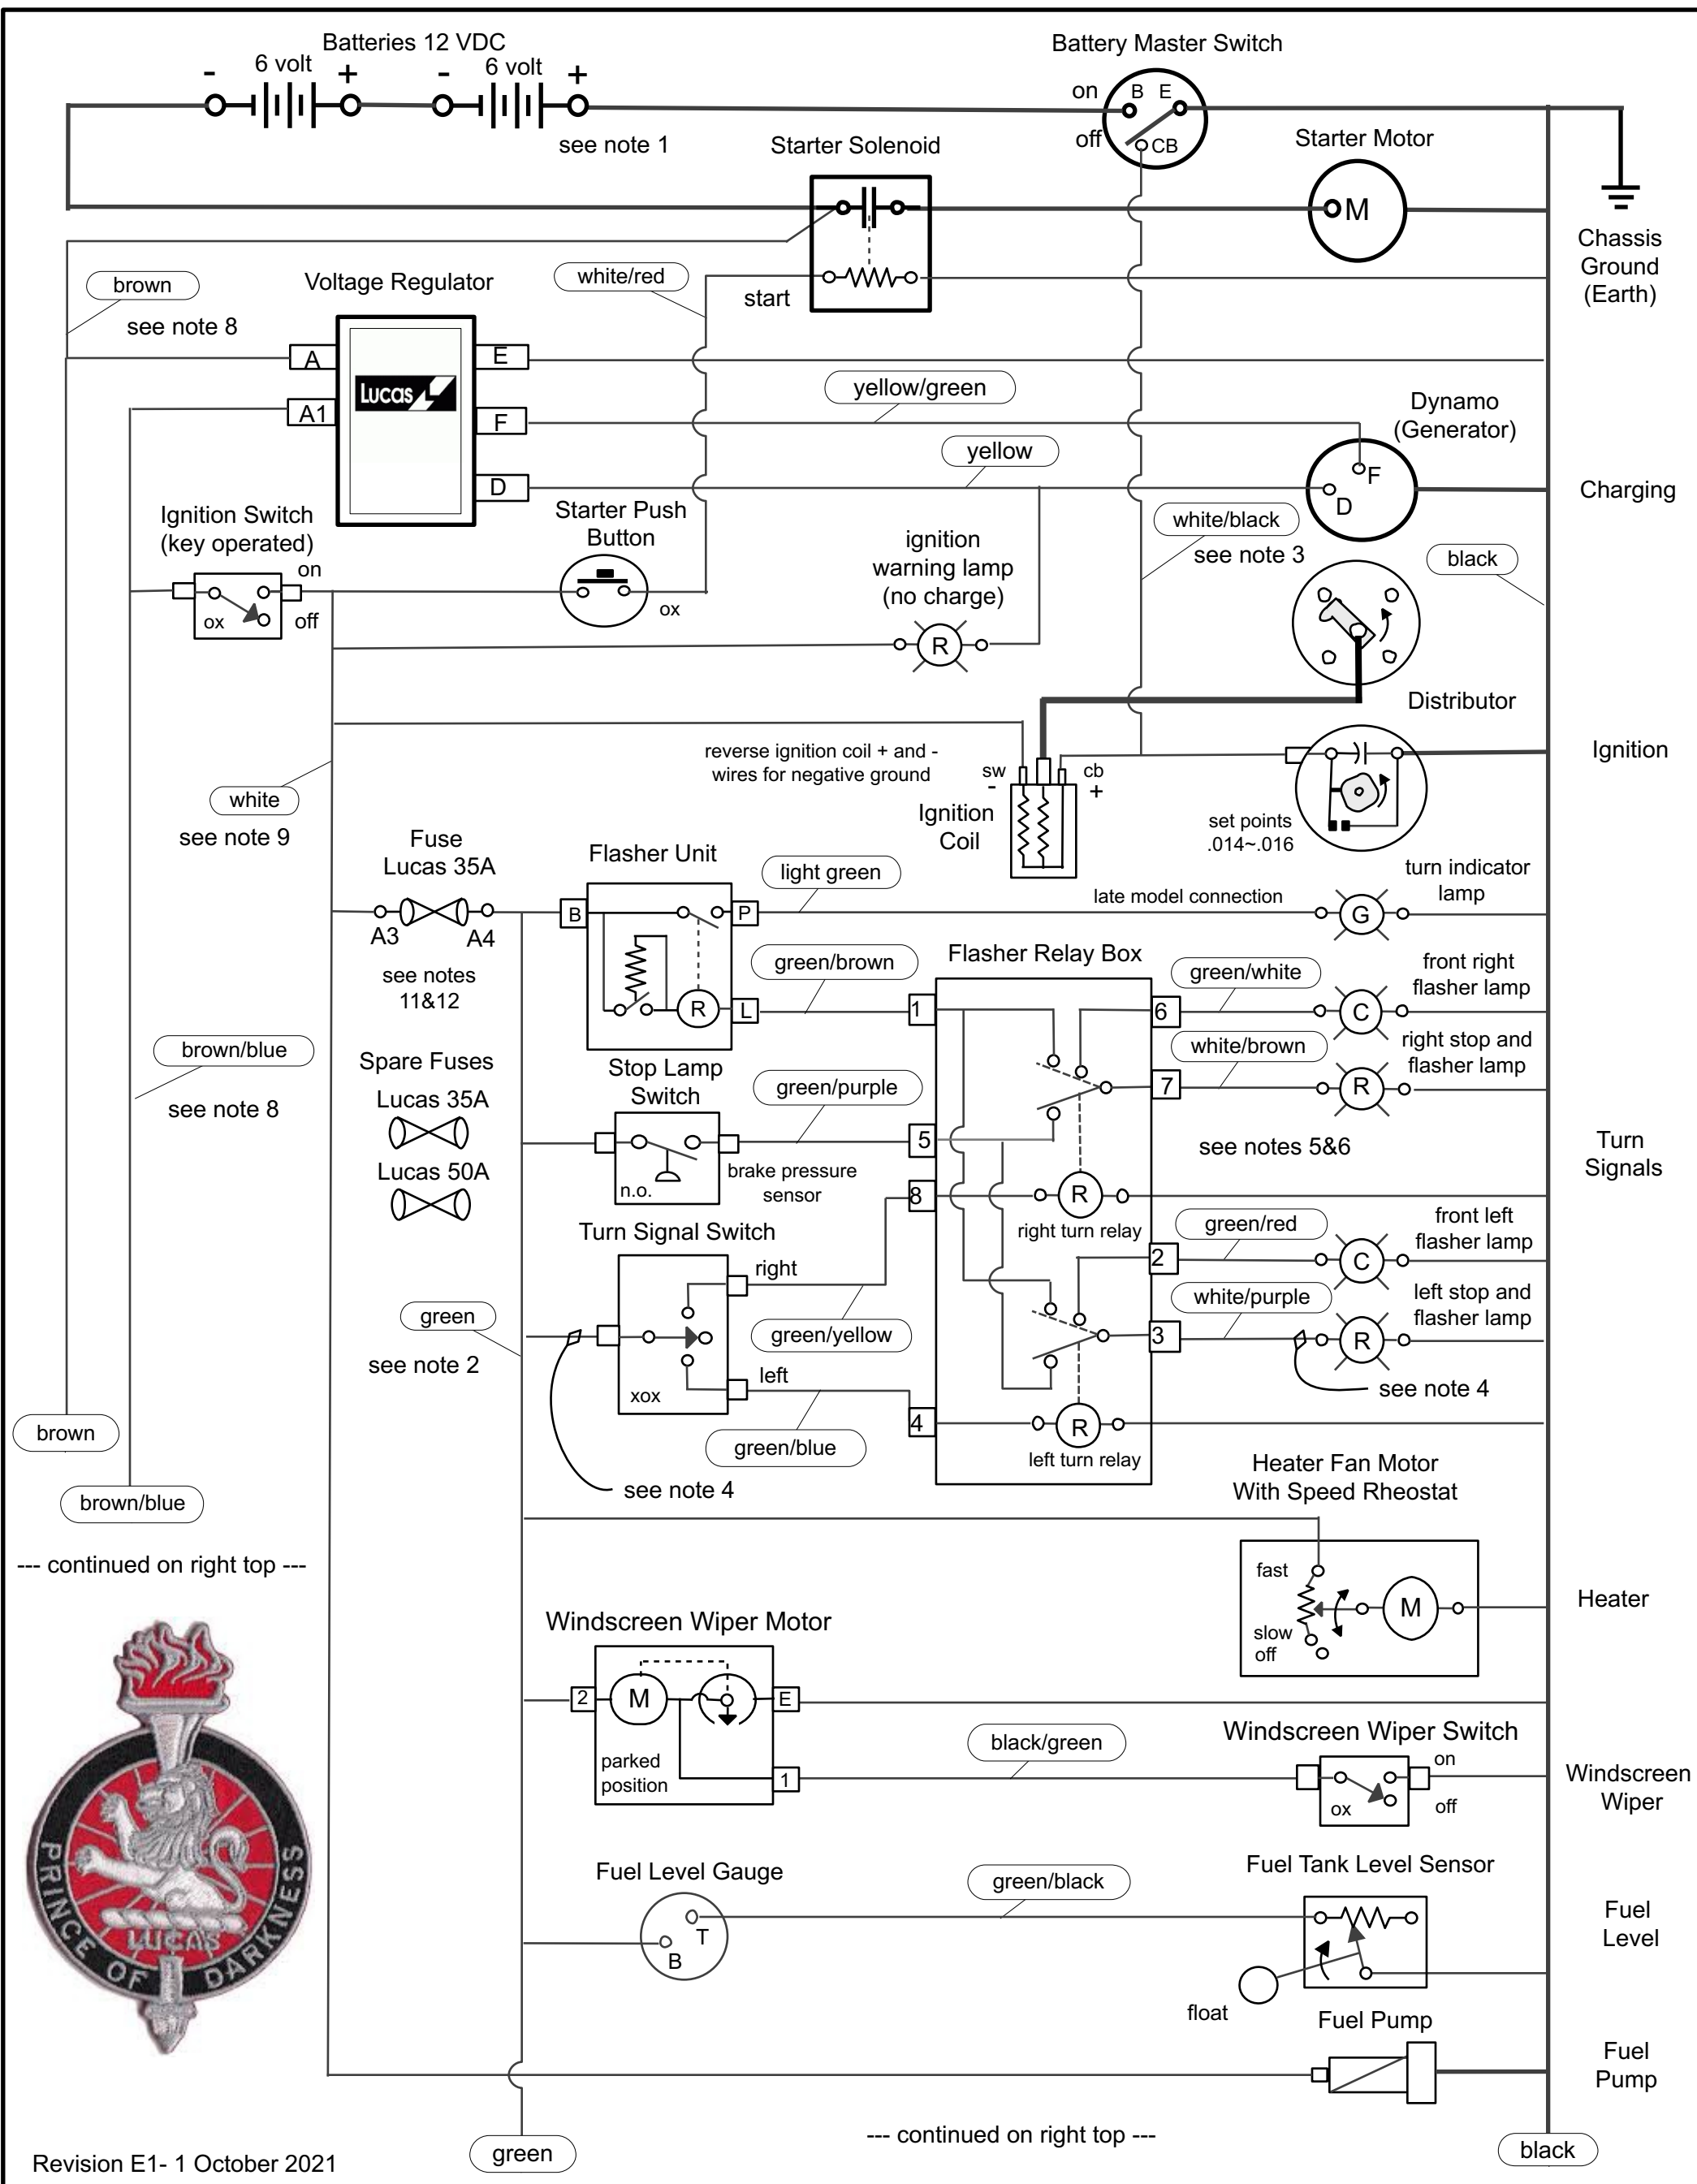 Batteries 12 VDC
- 6 volt + - 6 volt +
see note 1
Battery Master Switch
on B E
off CB
Starter Solenoid
Starter Motor
M
Chassis
Ground
(Earth)
brown
see note 8
Voltage Regulator
white/red
start
A E
Lucas
A1 F
D
yellow/green
yellow
Dynamo
(Generator)
F
D
Charging
Ignition Switch
(key operated)
on
ox off
Starter Push
Button
ox
ignition
warning lamp
(no charge)
R
white/black
see note 3
black
Distributor
reverse ignition coil + and -
wires for negative ground
sw cb
- +
Ignition
Coil
set points
.014~.016
Ignition
white
see note 9
Fuse
Lucas 35A
A3 A4
see notes
11&12
Flasher Unit
B P
R L
light green
late model connection
turn indicator
lamp
G
green/brown
Flasher Relay Box
green/white
front right
flasher lamp
1 6 C
white/brown
right stop and
flasher lamp
7 R
see notes 5&6
Turn
Signals
brown/blue
see note 8
Spare Fuses
Lucas 35A
Lucas 50A
Stop Lamp
Switch
n.o.
green/purple
brake pressure
sensor
5
8 R
right turn relay
Turn Signal Switch
right
xox
left
green/yellow
green/blue
green/red
front left
flasher lamp
2 C
white/purple
left stop and
flasher lamp
3 R
see note 4
4 R
left turn relay
green
see note 2
see note 4
brown
brown/blue
--- continued on right top ---
Heater Fan Motor
With Speed Rheostat
fast
slow
off
M
Heater
Windscreen Wiper Motor
2 M E
parked
position
1
black/green
Windscreen Wiper Switch
on
ox off
Windscreen
Wiper
PRINCE OF DARKNESS
LUCAS
Fuel Level Gauge
T
B
green/black
Fuel Tank Level Sensor
float
Fuel
Level
Fuel Pump
Fuel
Pump
--- continued on right top ---
green
black
Revision E1- 1 October 2021